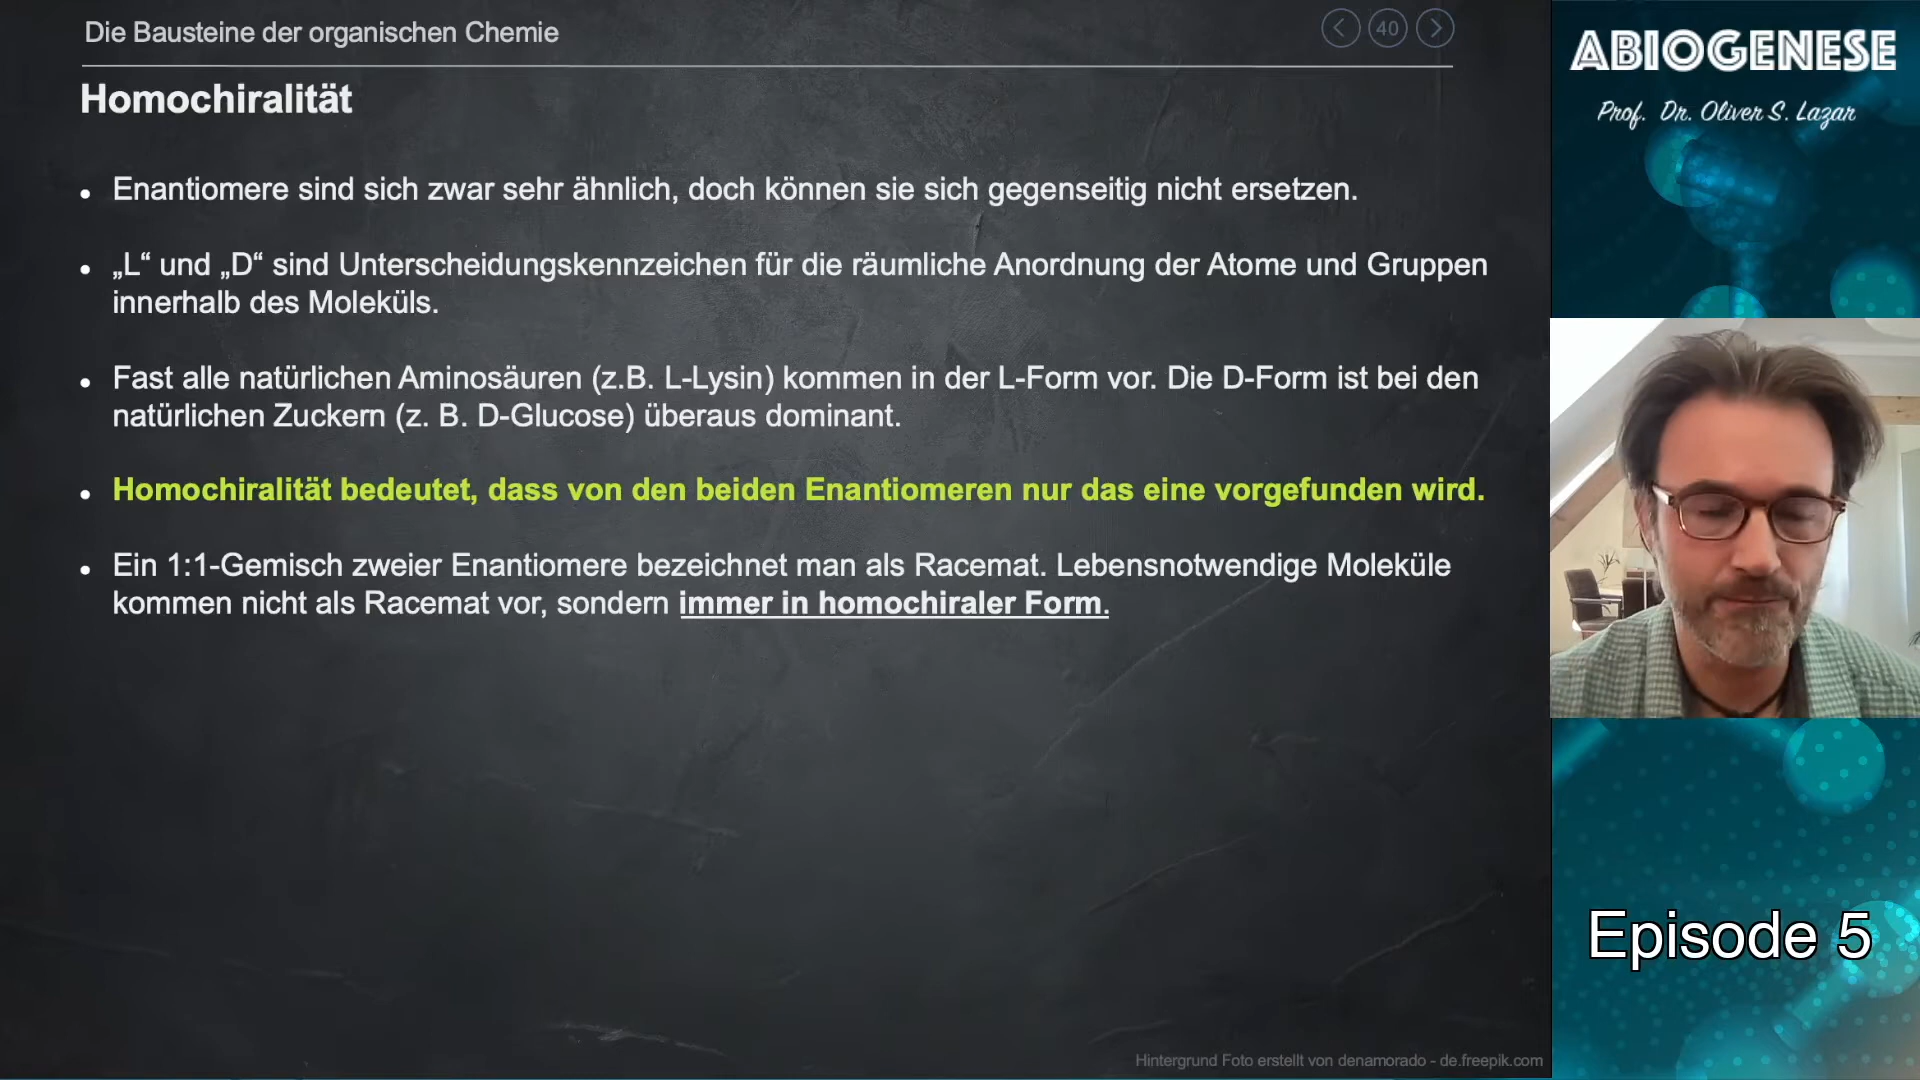 Die Bausteine der organischen Chemie
40
Homochiralität
Enantiomere sind sich zwar sehr ähnlich, doch können sie sich gegenseitig nicht ersetzen.
„L“ und „D“ sind Unterscheidungskennzeichen für die räumliche Anordnung der Atome und Gruppen
innerhalb des Moleküls.
Fast alle natürlichen Aminosäuren (z.B. L-Lysin) kommen in der L-Form vor. Die D-Form ist bei den
natürlichen Zuckern (z. B. D-Glucose) überaus dominant.
Homochiralität bedeutet, dass von den beiden Enantiomeren nur das eine vorgefunden wird.
Ein 1:1-Gemisch zweier Enantiomere bezeichnet man als Racemat. Lebensnotwendige Moleküle
kommen nicht als Racemat vor, sondern immer in homochiraler Form.
Hintergrund Foto erstellt von denamorado - de.freepik.com
ABIOGENESE
Prof. Dr. Oliver S. Lazar
Episode 5